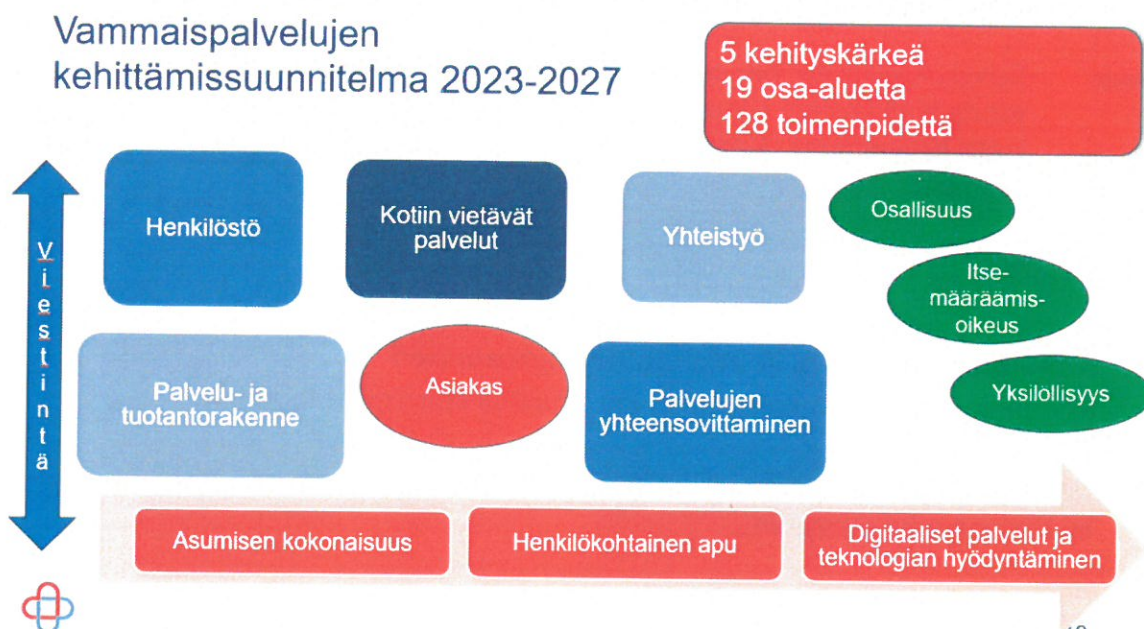 Vammaispalvelujen
kehittämissuunnitelma 2023-2027
5 kehityskärkeä
19 osa-aluetta
128 toimenpidettä
Viestintä
Henkilöstö
Kotiin vietävät
palvelut
Yhteistyö
Osallisuus
Itse-
määräämis-
oikeus
Yksilöllisyys
Palvelu- ja
tuotantorakenne
Asiakas
Palvelujen
yhteensovittaminen
Asumisen kokonaisuus
Henkilökohtainen apu
Digitaaliset palvelut ja
teknologian hyödyntäminen